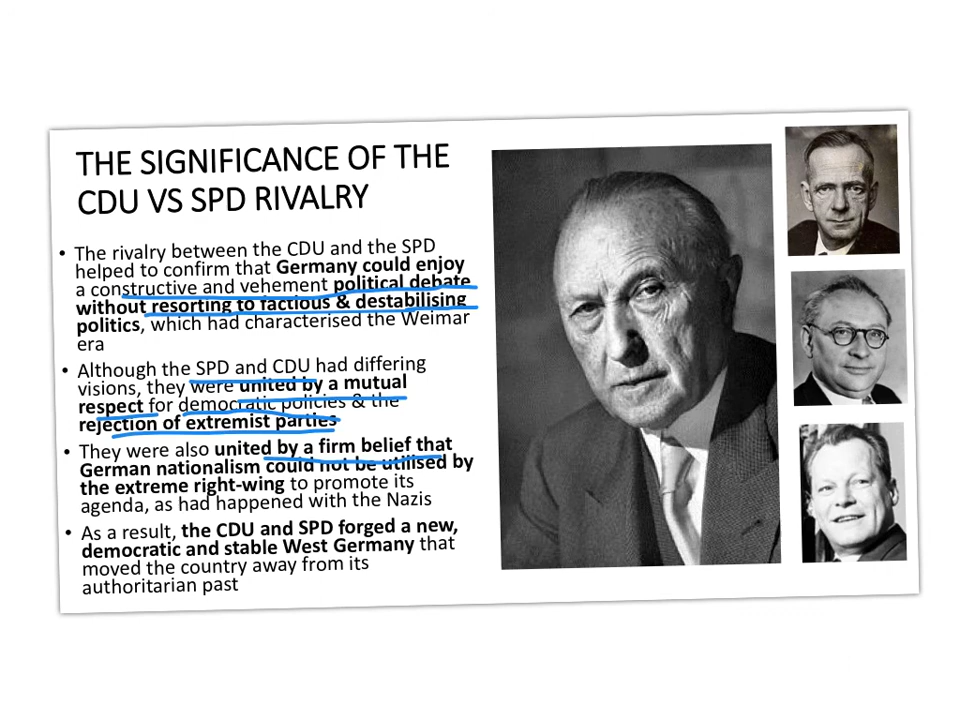 THE SIGNIFICANCE OF THE
CDU VS SPD RIVALRY
• The rivalry between the CDU and the SPD
helped to confirm that Germany could enjoy
a constructive and vehement political debate
without resorting to factious & destabilising
politics, which had characterised the Weimar
era
• Although the SPD and CDU had differing
visions, they were united by a mutual
respect for democratic policies & the
rejection of extremist parties
• They were also united by a firm belief that
German nationalism could not be utilised by
the extreme right-wing to promote its
agenda, as had happened with the Nazis
• As a result, the CDU and SPD forged a new,
democratic and stable West Germany that
moved the country away from its
authoritarian past